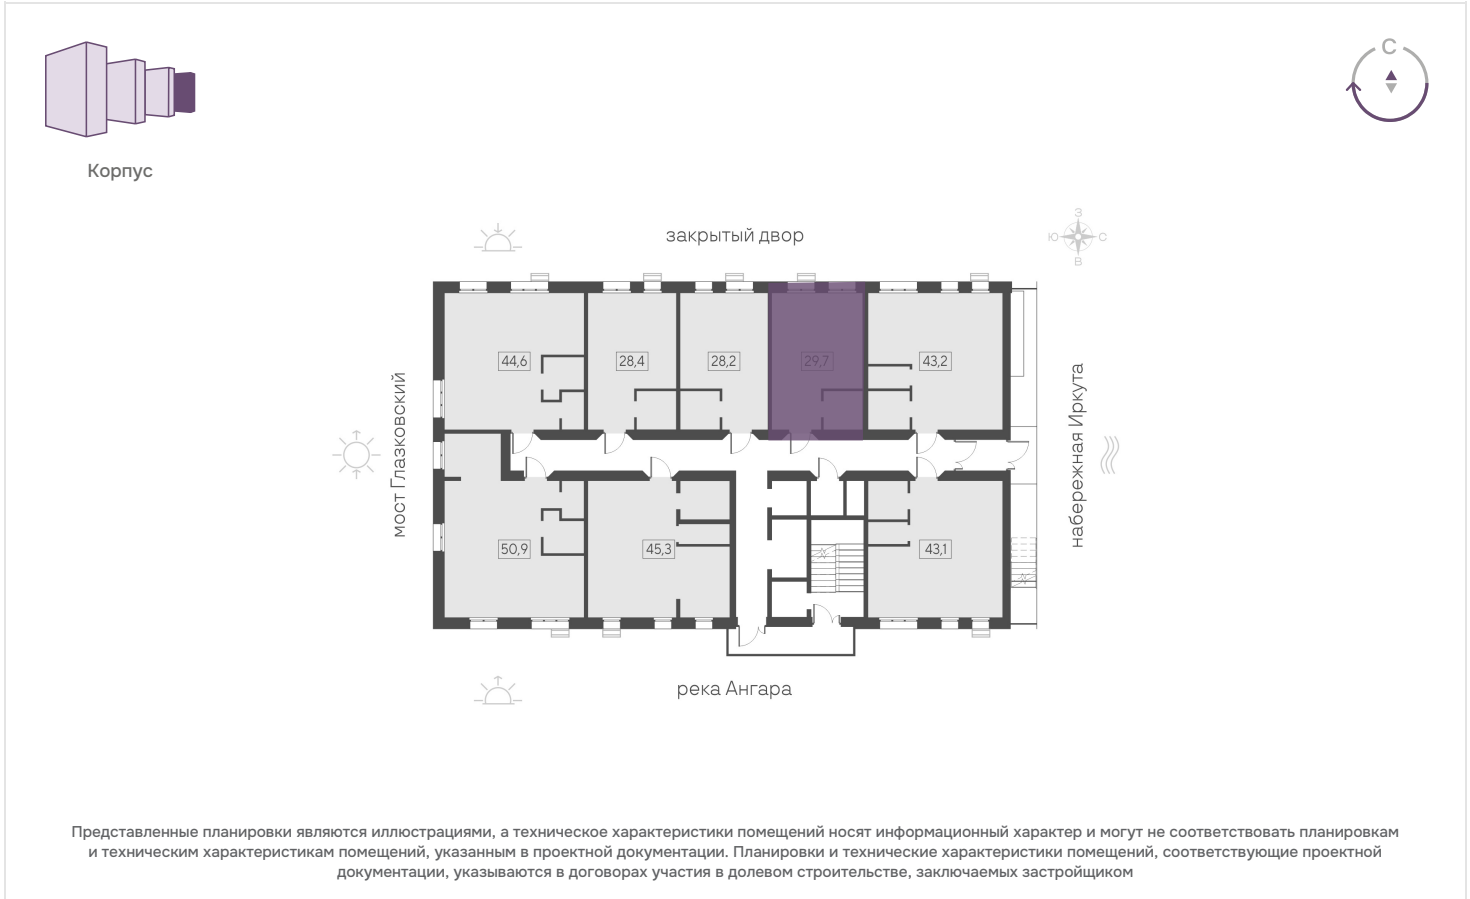 С
Корпус
закрытый двор
З
Ю
С
В
44,6
28,4
28,2
29,7
43,2
мост Глазковский
набережная Иркута
50,9
45,3
43,1
река Ангара
Представленные планировки являются иллюстрациями, а техническое характеристики помещений носят информационный характер и могут не соответствовать планировкам
и техническим характеристикам помещений, указанным в проектной документации. Планировки и технические характеристики помещений, соответствующие проектной
документации, указываются в договорах участия в долевом строительстве, заключаемых застройщиком